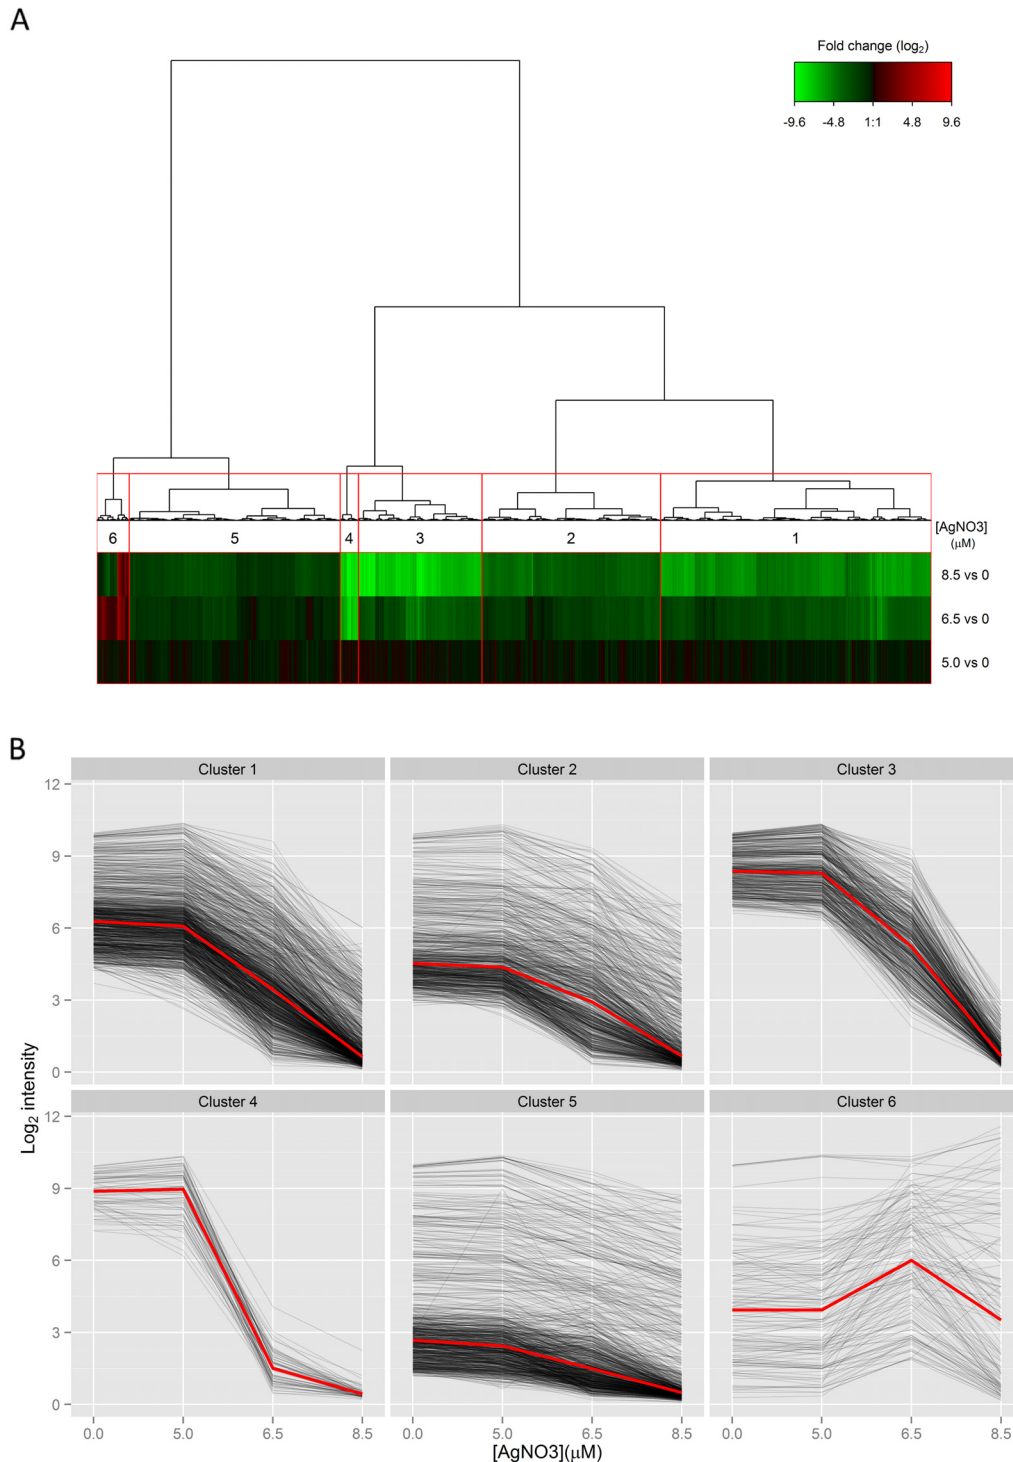 A
Fold change (log2)
-9.6 -4.8 1:1 4.8 9.6
6 5 4 3 2 1
[AgNO3]
(μM)
8.5 vs 0
6.5 vs 0
5.0 vs 0
B
Cluster 1 Cluster 2 Cluster 3
12
9
6
3
0
Cluster 4 Cluster 5 Cluster 6
12
9
6
3
0
Log2 intensity
0.0 5.0 6.5 8.5 0.0 5.0 6.5 8.5 0.0 5.0 6.5 8.5
[AgNO3](μM)